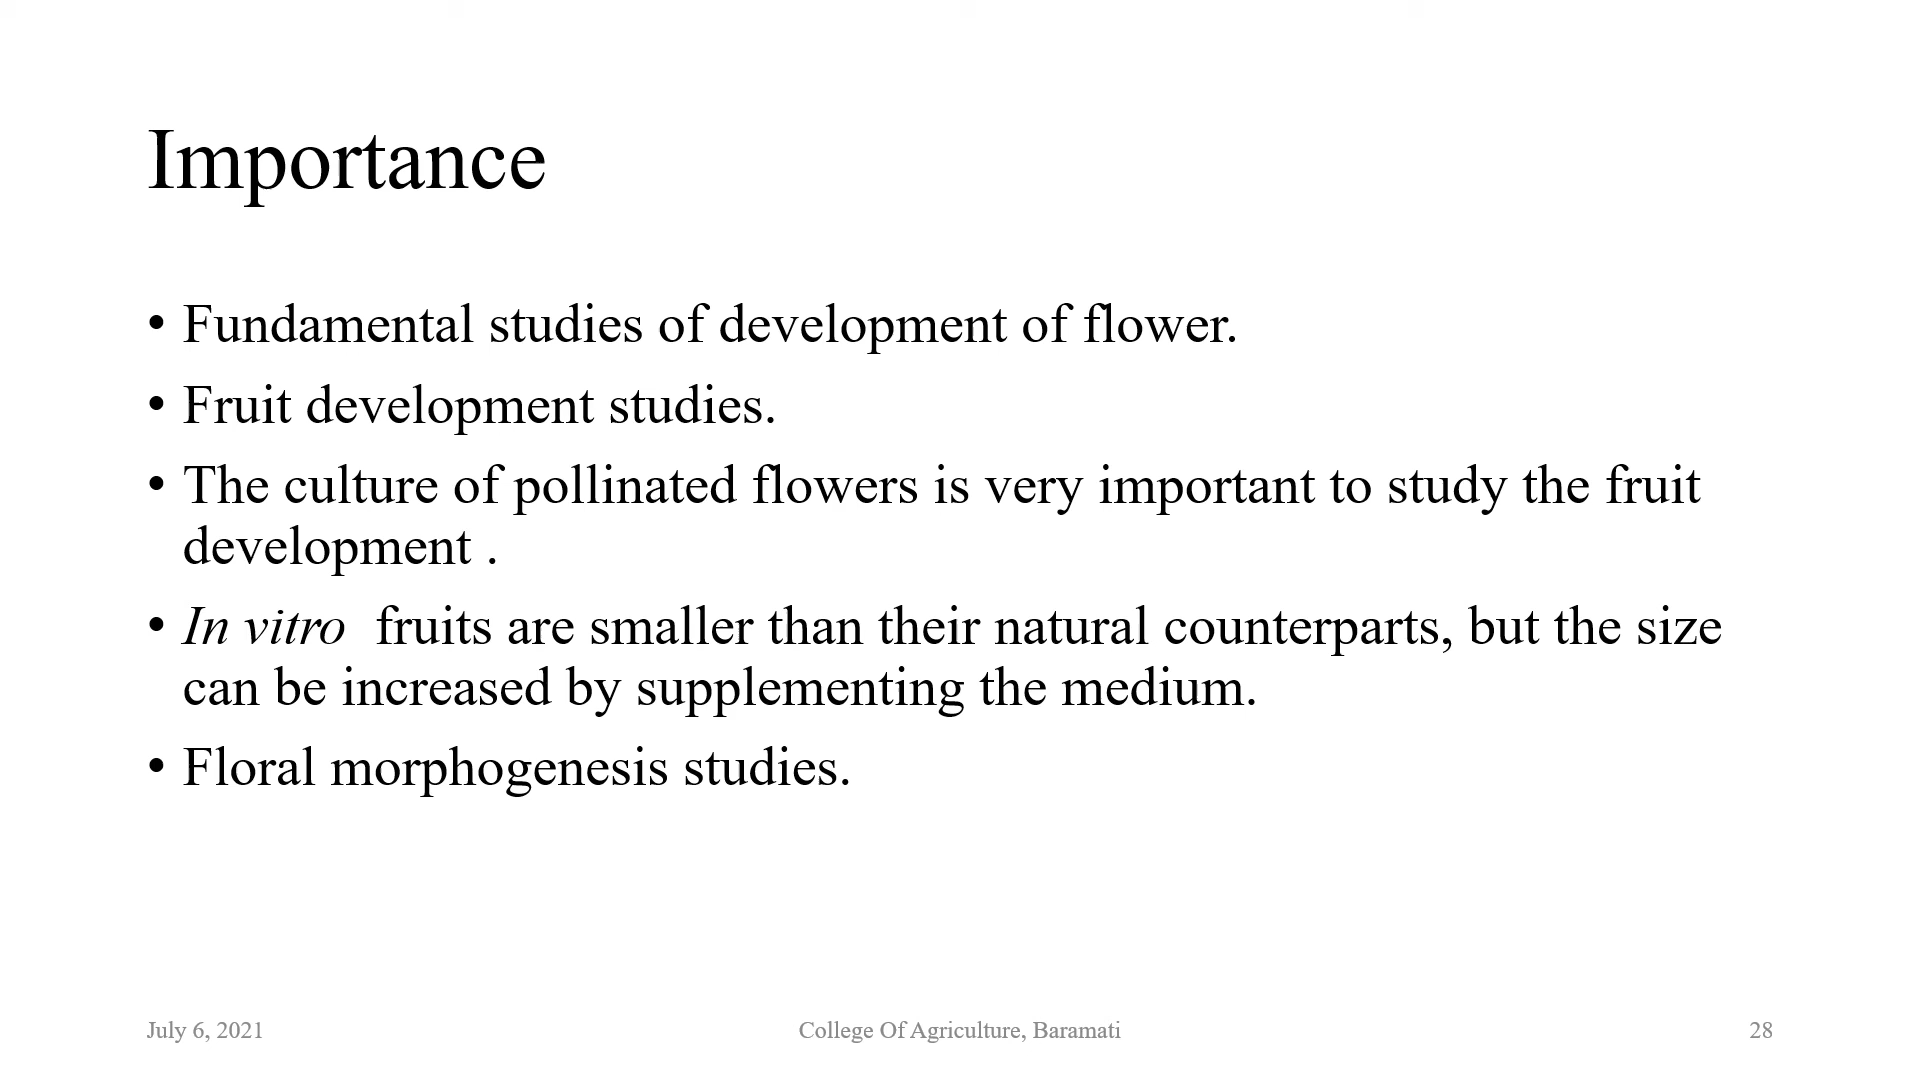 Importance
• Fundamental studies of development of flower.
• Fruit development studies.
• The culture of pollinated flowers is very important to study the fruit
development .
• In vitro  fruits are smaller than their natural counterparts, but the size
can be increased by supplementing the medium.
• Floral morphogenesis studies.
July 6, 2021
College Of Agriculture, Baramati
28